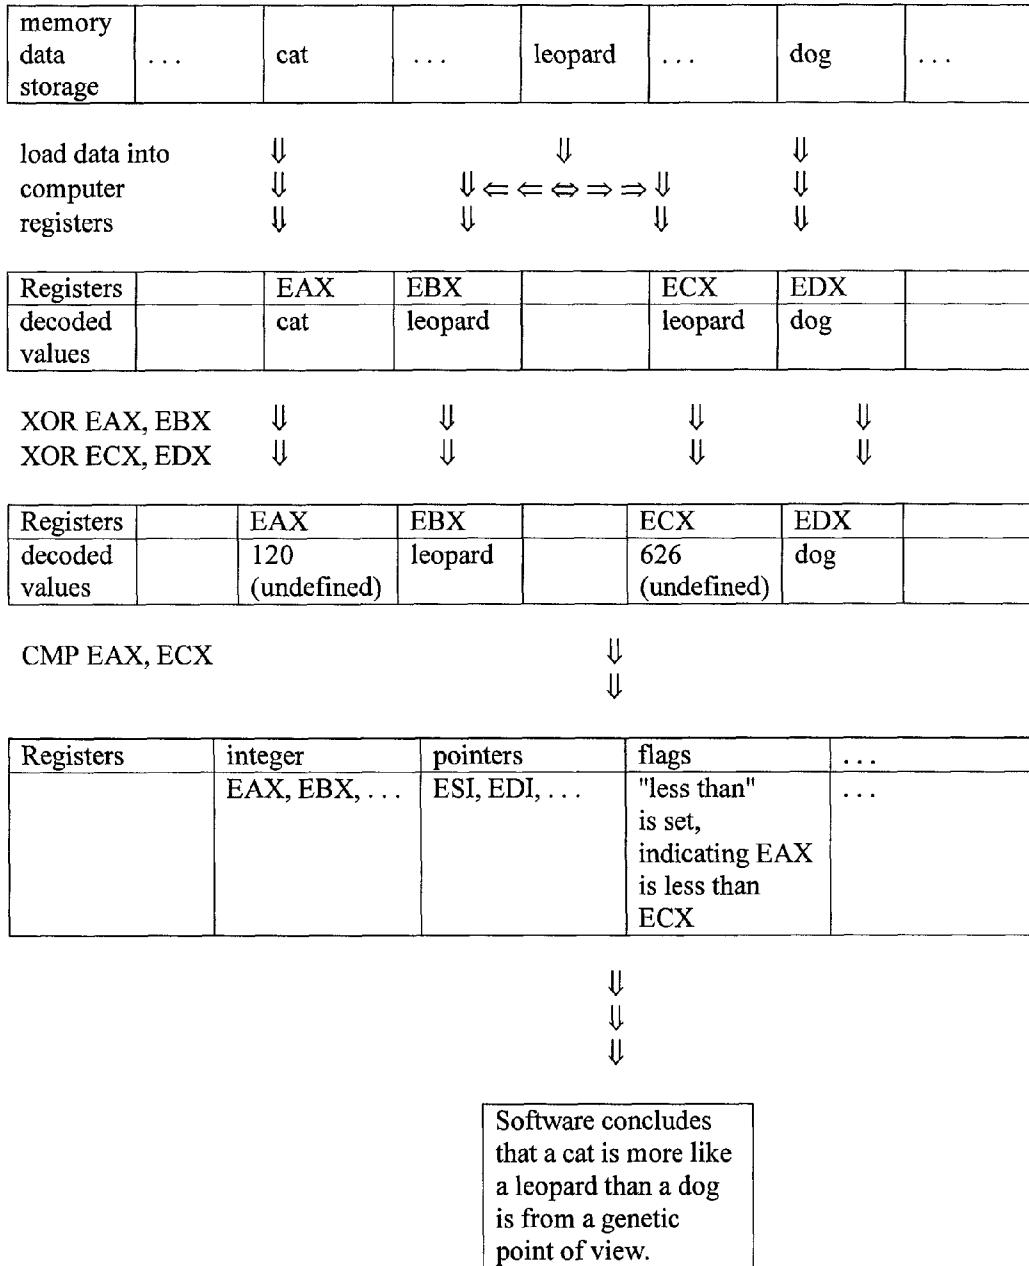 memory
data ... cat ... leopard ... dog ...
storage
load data into ⇓ ⇓ ⇓
computer ⇓ ⇓ ⇐ ⇐ ⇔ ⇒ ⇒ ⇓ ⇓
registers ⇓ ⇓ ⇓ ⇓
Registers EAX EBX ECX EDX
decoded cat leopard leopard dog
values
XOR EAX, EBX ⇓ ⇓ ⇓ ⇓
XOR ECX, EDX ⇓ ⇓ ⇓ ⇓
Registers EAX EBX ECX EDX
decoded 120 leopard 626 dog
values (undefined) (undefined)
CMP EAX, ECX ⇓
⇓
Registers integer pointers flags ...
EAX, EBX, ... ESI, EDI, ... "less than" ...
is set,
indicating EAX
is less than
ECX
⇓
⇓
⇓
Software concludes
that a cat is more like
a leopard than a dog
is from a genetic
point of view.